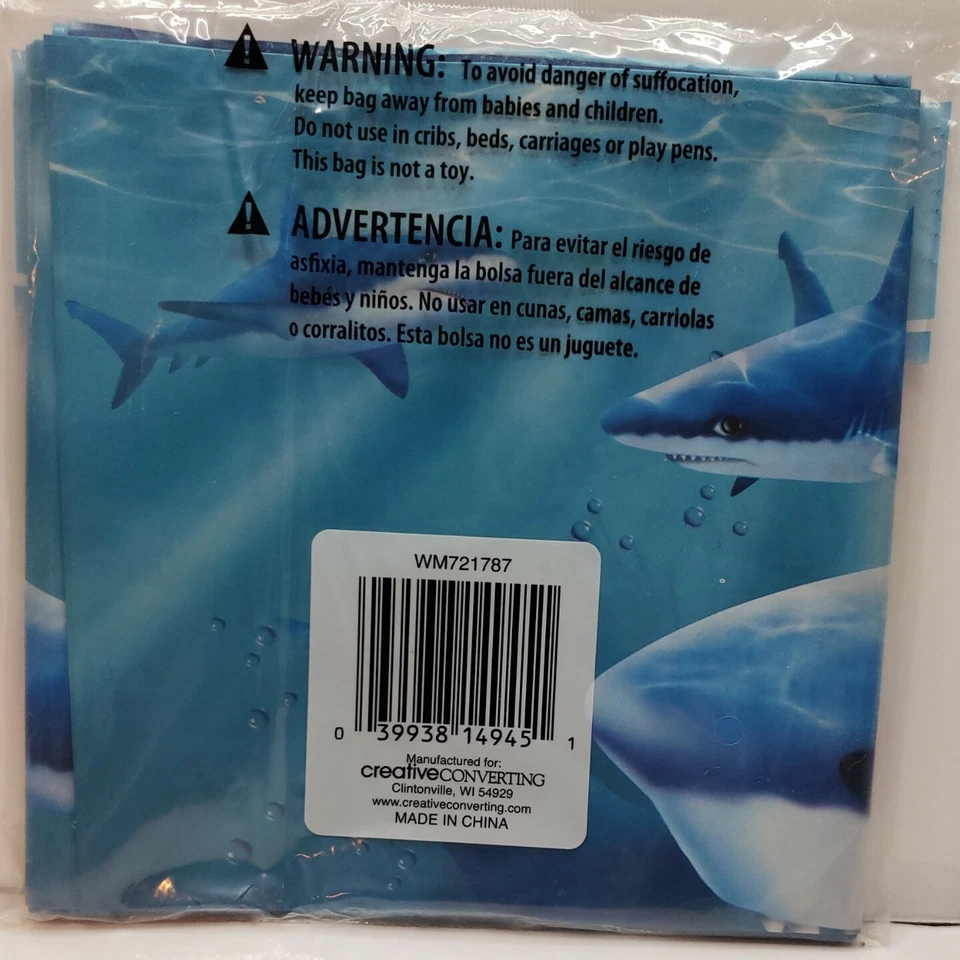 WARNING: To avoid danger of suffocation,
keep bag away from babies and children.
Do not use in cribs, beds, carriages or play pens.
This bag is not a toy.
ADVERTENCIA: Para evitar el riesgo de
asfixia, mantenga la bolsa fuera del alcance de
bebés y niños. No usar en cunas, camas, carriolas
o corralitos. Esta bolsa no es un juguete.
WM721787
0 39938 14945 1
Manufactured for:
creativeCONVERTING
Clintonville, WI 54929
www.creativeconverting.com
MADE IN CHINA